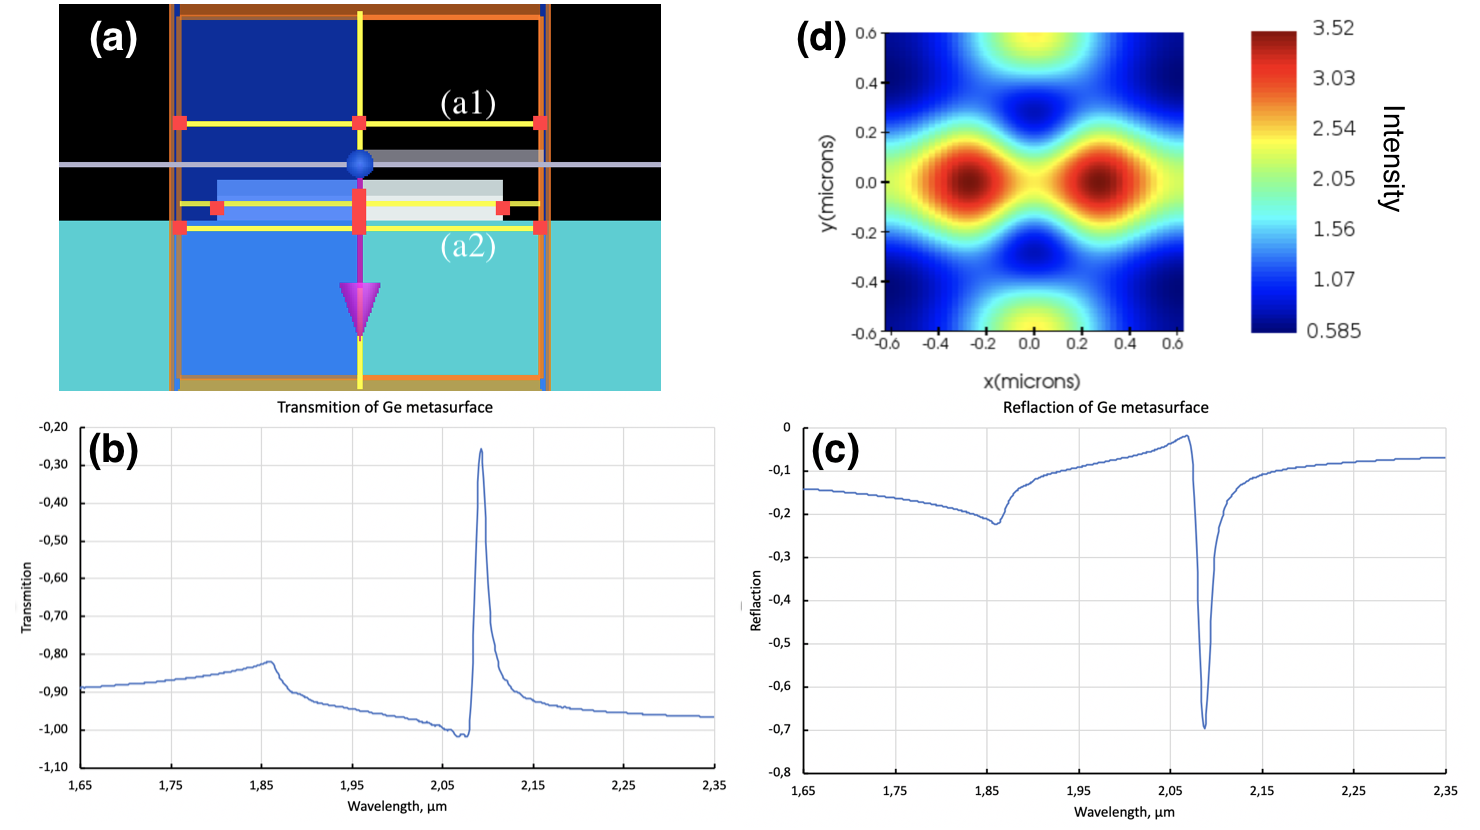 (a)
(a1)
(a2)
(d)
0.6
0.4
0.2
0.0
-0.2
-0.4
-0.6
y(microns)
-0.6 -0.4 -0.2 0.0 0.2 0.4 0.6
x(microns)
3.52
3.03
2.54
2.05
1.56
1.07
0.585
Intensity
Transmition of Ge metasurface
(b)
-0,20
-0,30
-0,40
-0,50
-0,60
-0,70
-0,80
-0,90
-1,00
-1,10
Transmition
1,65 1,75 1,85 1,95 2,05 2,15 2,25 2,35
Wavelength, μm
Reflaction of Ge metasurface
(c)
0
-0,1
-0,2
-0,3
-0,4
-0,5
-0,6
-0,7
-0,8
Reflaction
1,65 1,75 1,85 1,95 2,05 2,15 2,25 2,35
Wavelength, μm